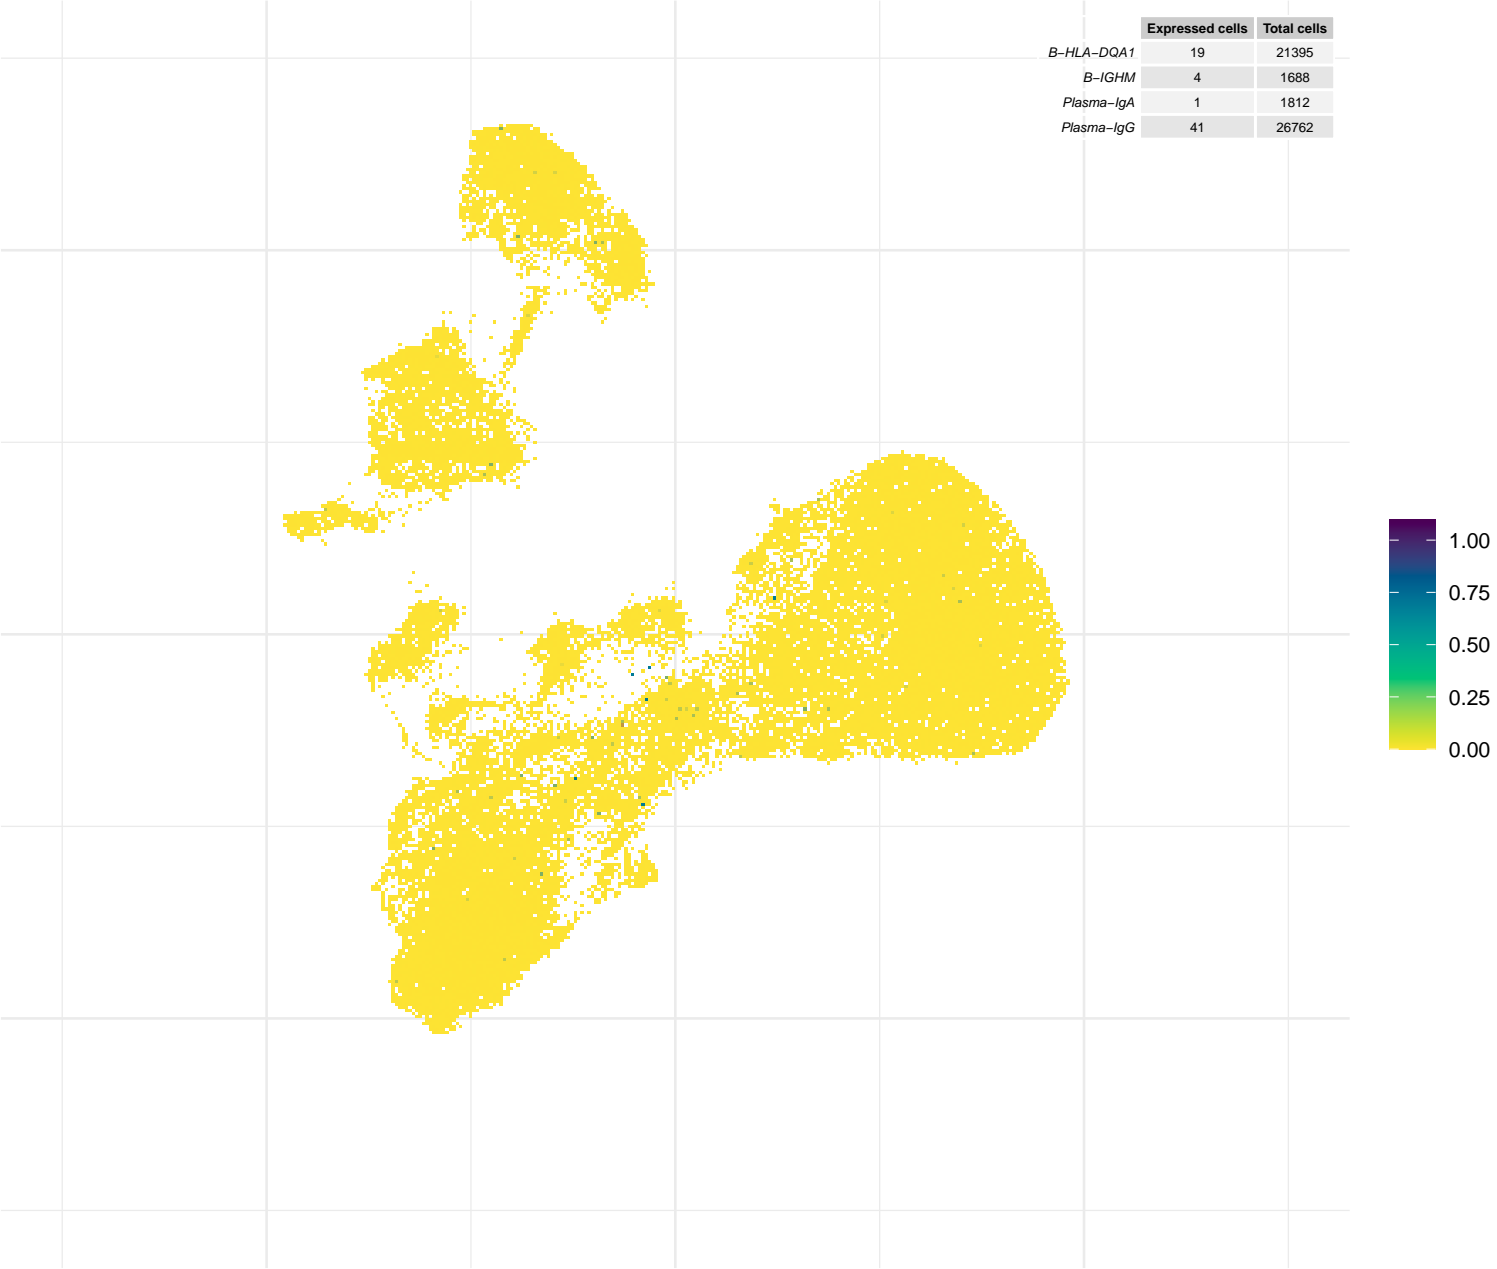 Expressed cells Total cells
B−HLA−DQA1 19 21395
B−IGHM 4 1688
Plasma−IgA 1 1812
Plasma−IgG 41 26762
1.00
0.75
0.50
0.25
0.00